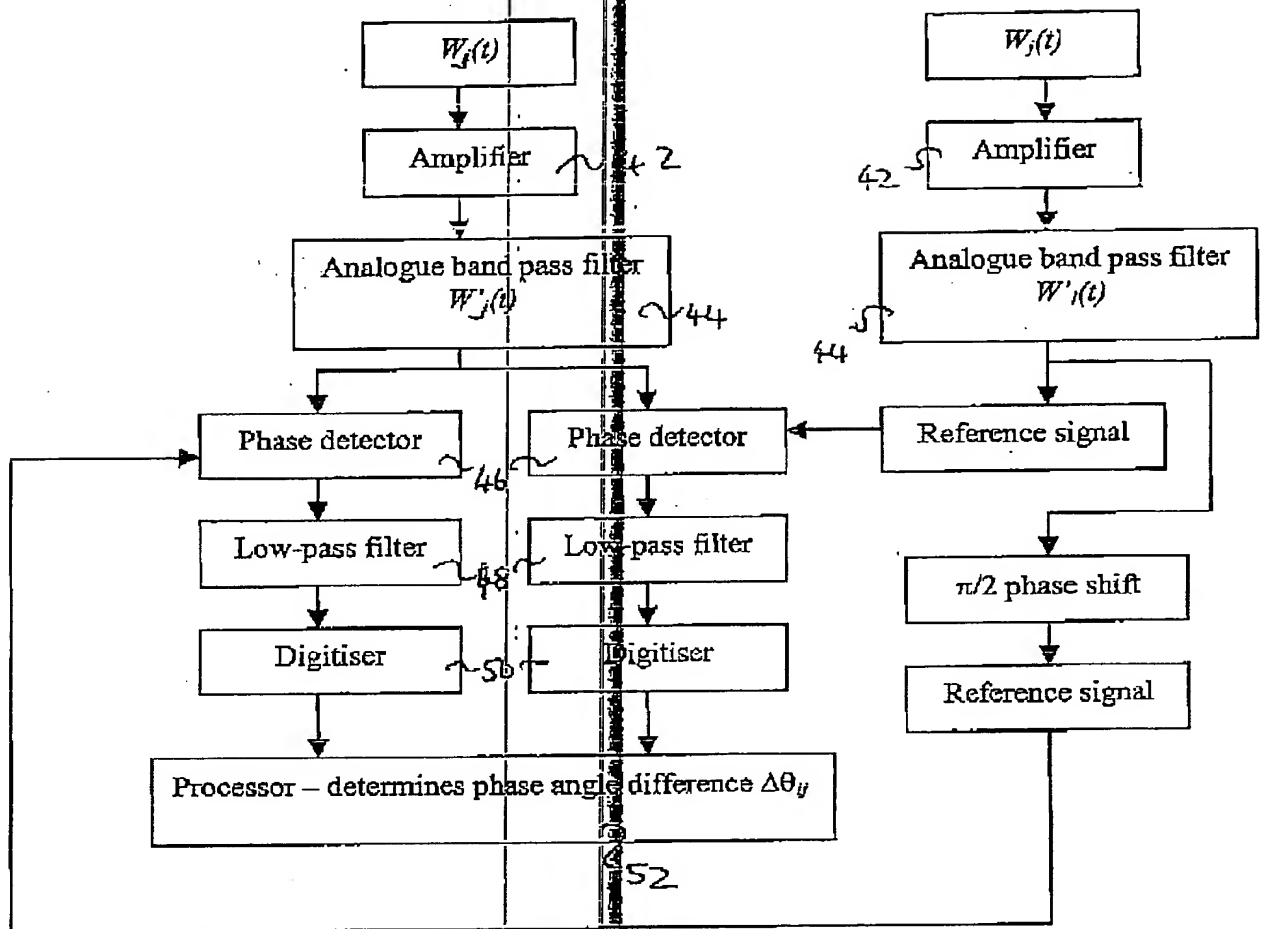 W_j(t)
W_j(t)
Amplifier
42
42
Amplifier
Analogue band pass filter
W'_j(t)
44
Analogue band pass filter
W'_l(t)
44
Phase detector
46
Phase detector
Reference signal
Low-pass filter
48
Low-pass filter
π/2 phase shift
Digitiser
50
Digitiser
Reference signal
Processor – determines phase angle difference Δθ_ij
52